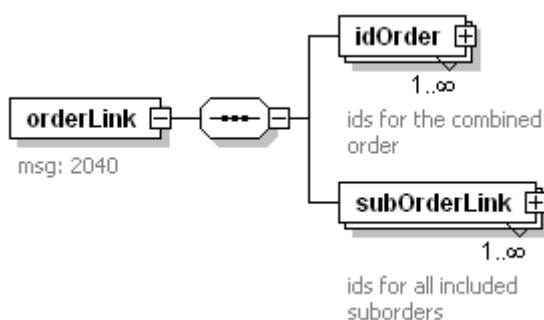 idOrder
1..∞
ids for the combined
order
orderLink
msg: 2040
subOrderLink
1..∞
ids for all included
suborders